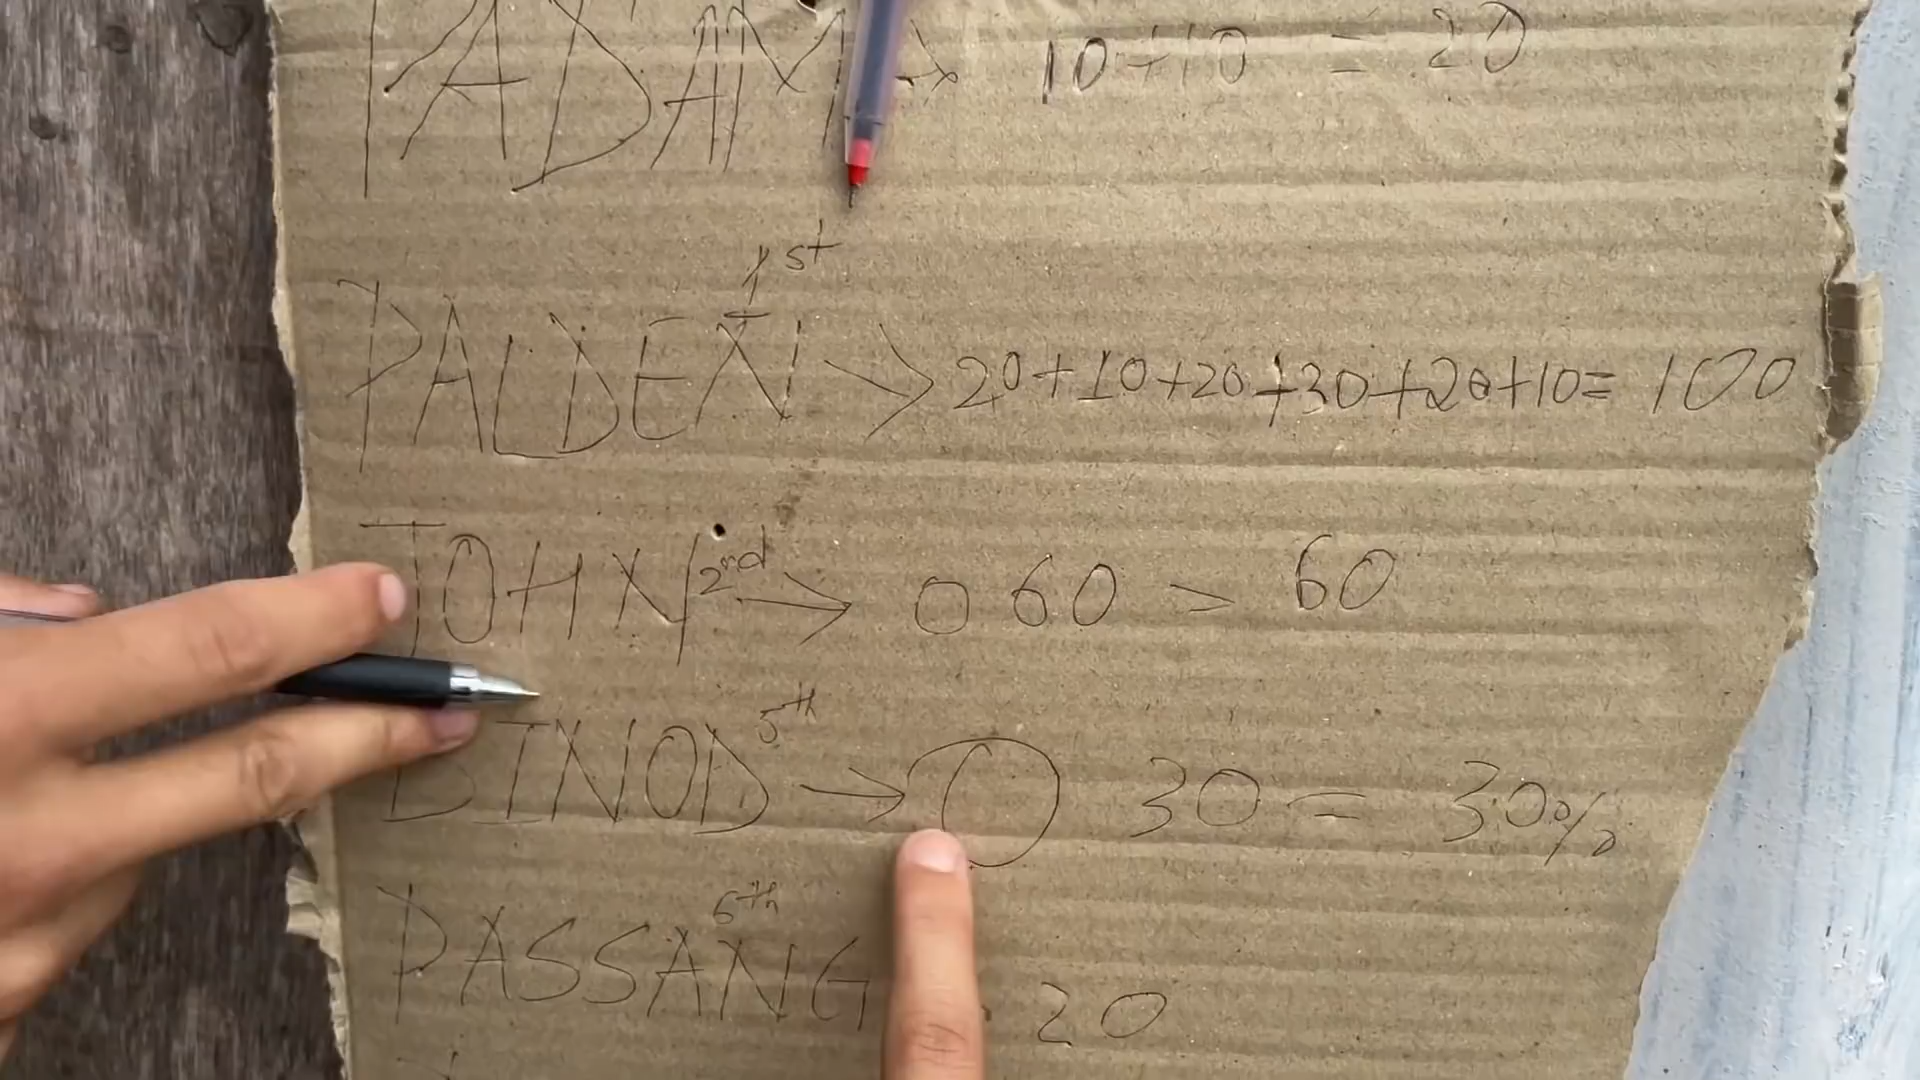 PADAM → 10+10 = 20
1st
PALDEN > 20+10+20+30+20+10= 100
JOHN 2nd → 0 60 > 60
BINOD 5th → 0 30 = 30%
6th
PASSANG 20